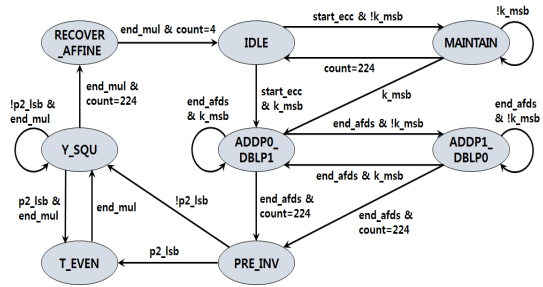 end_mul & count=4
start_ecc & !k_msb
!k_msb
RECOVER
_AFFINE
IDLE
MAINTAIN
count=224
end_mul &
count=224
start_ecc
& k_msb
k_msb
!p2_lsb &
end_mul
end_afds
& k_msb
end_afds & !k_msb
end_afds
& !k_msb
Y_SQU
ADDP0_
DBLP1
ADDP1_
DBLP0
end_afds & k_msb
p2_lsb &
end_mul
end_mul
!p2_lsb
end_afds &
count=224
end_afds &
count=224
T_EVEN
p2_lsb
PRE_INV